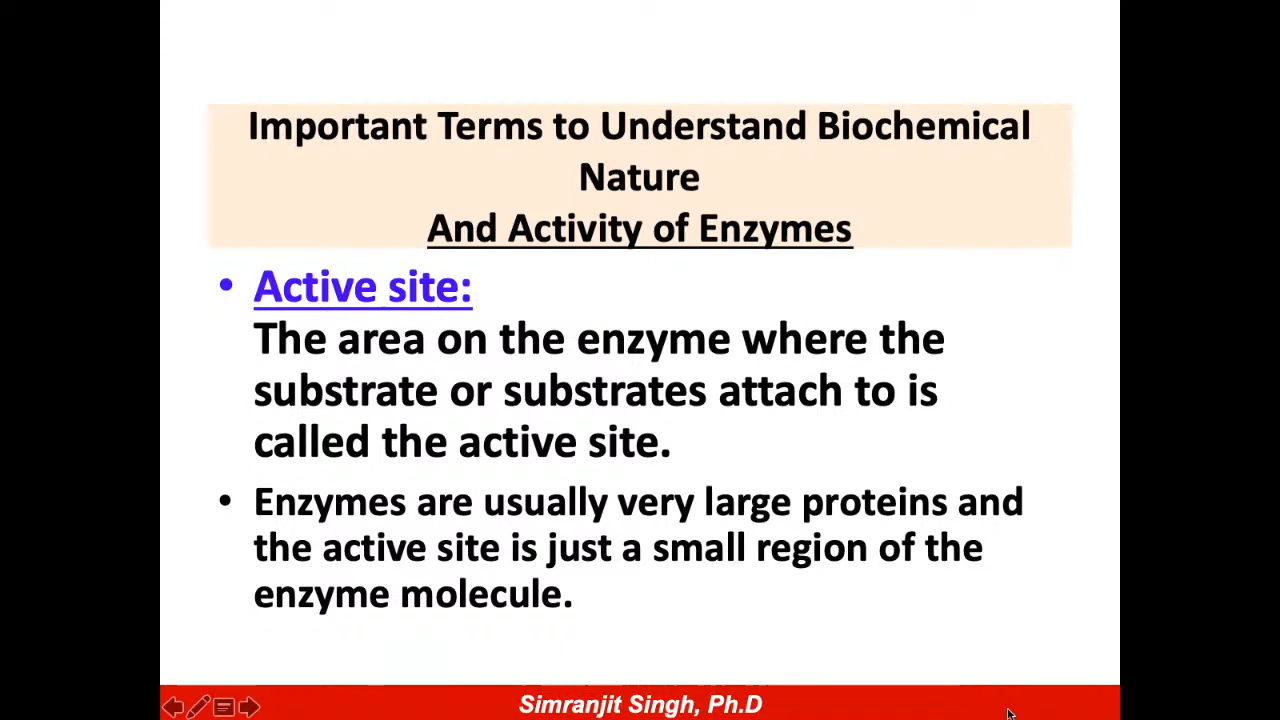 Important Terms to Understand Biochemical
Nature
And Activity of Enzymes
• Active site:
The area on the enzyme where the
substrate or substrates attach to is
called the active site.
• Enzymes are usually very large proteins and
the active site is just a small region of the
enzyme molecule.
Simranjit Singh, Ph.D